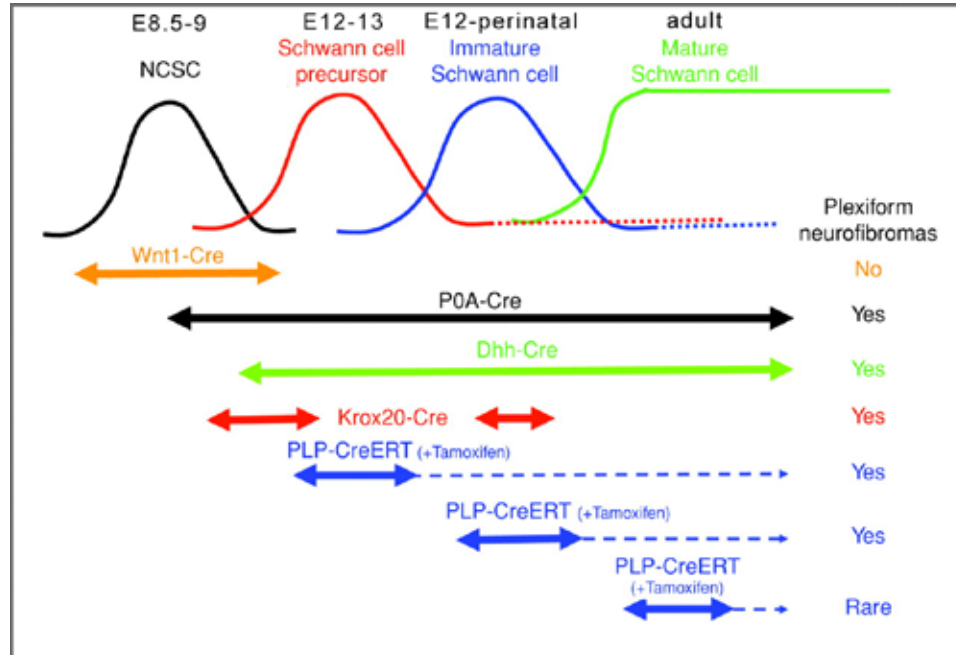 E8.5-9 E12-13 E12-perinatal adult
NCSC Schwann cell precursor Immature Schwann cell Mature Schwann cell
Plexiform
neurofibromas
Wnt1-Cre No
P0A-Cre Yes
Dhh-Cre Yes
Krox20-Cre Yes
PLP-CreERT (+Tamoxifen) Yes
PLP-CreERT (+Tamoxifen) Yes
PLP-CreERT
(+Tamoxifen)
Rare